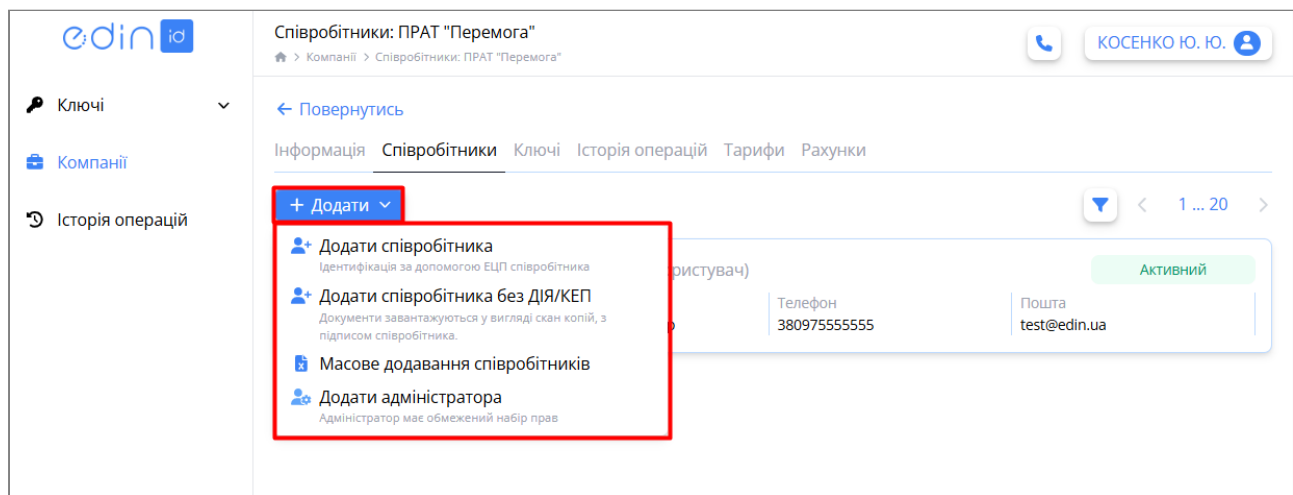 edin id
Співробітники: ПРАТ "Перемога"
> Компанії > Співробітники: ПРАТ "Перемога"
КОСЕНКО Ю. Ю.
Ключі
Компанії
Історія операцій
← Повернутись
Інформація Співробітники Ключі Історія операцій Тарифи Рахунки
+ Додати
< 1 ... 20 >
Додати співробітника
Ідентифікація за допомогою ЕЦП співробітника
Додати співробітника без ДІЯ/КЕП
Документи завантажуються у вигляді скан копій, з
підписом співробітника.
Масове додавання співробітників
Додати адміністратора
Адміністратор має обмежений набір прав
Активний
Телефон
380975555555
Пошта
test@edin.ua